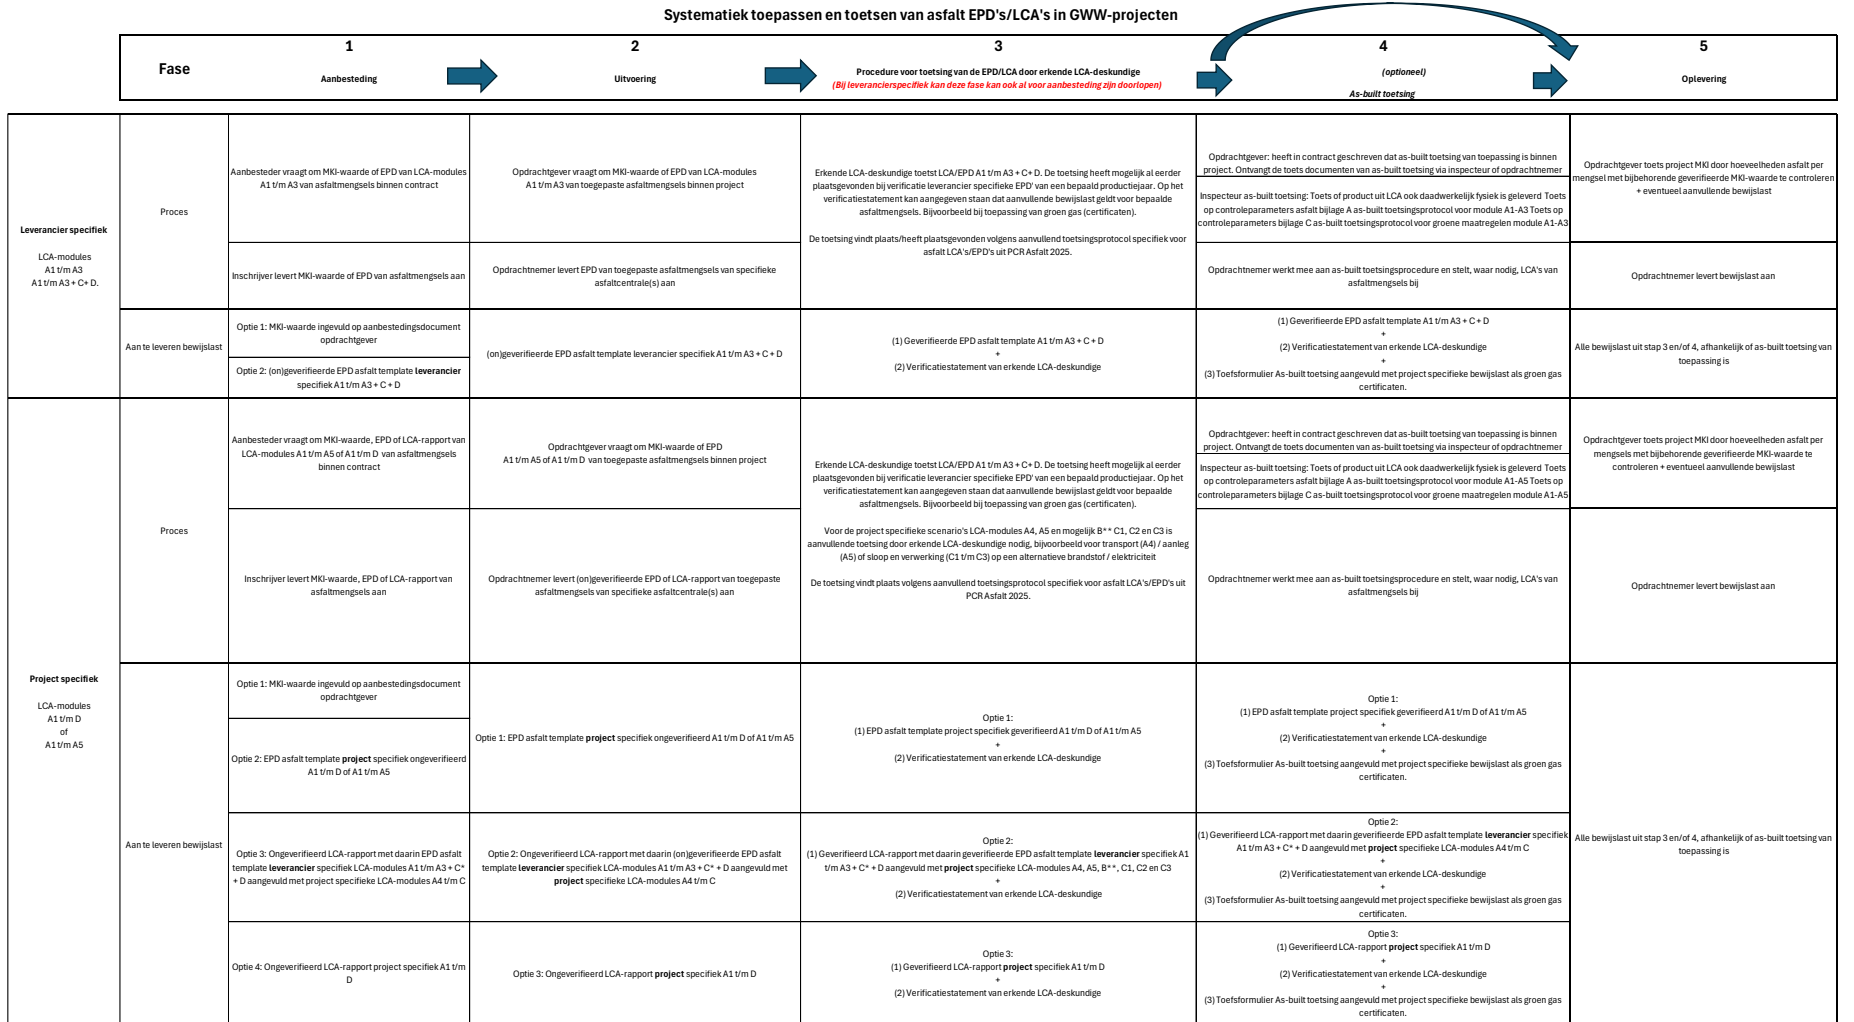 Systematiek toepassen en toetsen van asfalt EPD's/LCA's in GWW-projecten
Fase
1
Aanbesteding
2
Uitvoering
3
Procedure voor toetsing van de EPD/LCA door erkende LCA-deskundige
(Bij leverancierspecifiek kan deze fase kan ook al voor aanbesteding zijn doorlopen)
4
(optioneel)
As-built toetsing
5
Oplevering
Leverancier specifiek
LCA-modules
A1 t/m A3
A1 t/m A3 + C+ D.
Proces
Aanbesteder vraagt om MKI-waarde of EPD van LCA-modules
A1 t/m A3 van asfaltmengsels binnen contract
Opdrachtgever vraagt om MKI-waarde of EPD van LCA-modules
A1 t/m A3 van toegepaste asfaltmengsels binnen project
Erkende LCA-deskundige toetst LCA/EPD A1 t/m A3 + C+ D. De toetsing heeft mogelijk al eerder
plaatsgevonden bij verificatie leverancier specifieke EPD' van een bepaald productiejaar. Op het
verificatiestatement kan aangegeven staan dat aanvullende bewijslast geldt voor bepaalde
asfaltmengsels. Bijvoorbeeld bij toepassing van groen gas (certificaten).
De toetsing vindt plaats/heeft plaatsgevonden volgens aanvullend toetsingsprotocol specifiek voor
asfalt LCA's/EPD's uit PCR Asfalt 2025.
Opdrachtgever: heeft in contract geschreven dat as-built toetsing van toepassing is binnen
project. Ontvangt de toets documenten van as-built toetsing via inspecteur of opdrachtnemer
Inspecteur as-built toetsing: Toets of product uit LCA ook daadwerkelijk fysiek is geleverd Toets
op controleparameters asfalt bijlage A as-built toetsingsprotocol voor module A1-A3 Toets op
controleparameters bijlage C as-built toetsingsprotocol voor groene maatregelen module A1-A3
Opdrachtgever toets project MKI door hoeveelheden asfalt per
mengsel met bijbehorende geverifieerde MKI-waarde te controleren
+ eventueel aanvullende bewijslast
Inschrijver levert MKI-waarde of EPD van asfaltmengsels aan
Opdrachtnemer levert EPD van toegepaste asfaltmengsels van specifieke
asfaltcentrale(s) aan
Opdrachtnemer werkt mee aan as-built toetsingsprocedure en stelt, waar nodig, LCA's van
asfaltmengsels bij
Opdrachtnemer levert bewijslast aan
Aan te leveren bewijslast
Optie 1: MKI-waarde ingevuld op aanbestedingsdocument
opdrachtgever
Optie 2: (on)geverifieerde EPD asfalt template leverancier
specifiek A1 t/m A3 + C + D
(on)geverifieerde EPD asfalt template leverancier specifiek A1 t/m A3 + C + D
(1) Geverifieerde EPD asfalt template A1 t/m A3 + C + D
+
(2) Verificatiestatement van erkende LCA-deskundige
(1) Geverifieerde EPD asfalt template A1 t/m A3 + C + D
+
(2) Verificatiestatement van erkende LCA-deskundige
+
(3) Toefsformulier As-built toetsing aangevuld met project specifieke bewijslast als groen gas
certificaten.
Alle bewijslast uit stap 3 en/of 4, afhankelijk of as-built toetsing van
toepassing is
Project specifiek
LCA-modules
A1 t/m D
of
A1 t/m A5
Proces
Aanbesteder vraagt om MKI-waarde, EPD of LCA-rapport van
LCA-modules A1 t/m A5 of A1 t/m D van asfaltmengsels
binnen contract
Opdrachtgever vraagt om MKI-waarde of EPD
A1 t/m A5 of A1 t/m D van toegepaste asfaltmengsels binnen project
Erkende LCA-deskundige toetst LCA/EPD A1 t/m A3 + C+ D. De toetsing heeft mogelijk al eerder
plaatsgevonden bij verificatie leverancier specifieke EPD' van een bepaald productiejaar. Op het
verificatiestatement kan aangegeven staan dat aanvullende bewijslast geldt voor bepaalde
asfaltmengsels. Bijvoorbeeld bij toepassing van groen gas (certificaten).
Voor de project specifieke scenario's LCA-modules A4, A5 en mogelijk B** C1, C2 en C3 is
aanvullende toetsing door erkende LCA-deskundige nodig, bijvoorbeeld voor transport (A4) / aanleg
(A5) of sloop en verwerking (C1 t/m C3) op een alternatieve brandstof / elektriciteit
De toetsing vindt plaats volgens aanvullend toetsingsprotocol specifiek voor asfalt LCA's/EPD's uit
PCR Asfalt 2025.
Opdrachtgever: heeft in contract geschreven dat as-built toetsing van toepassing is binnen
project. Ontvangt de toets documenten van as-built toetsing via inspecteur of opdrachtnemer
Inspecteur as-built toetsing: Toets of product uit LCA ook daadwerkelijk fysiek is geleverd Toets
op controleparameters asfalt bijlage A as-built toetsingsprotocol voor module A1-A5 Toets op
controleparameters bijlage C as-built toetsingsprotocol voor groene maatregelen module A1-A5
Opdrachtgever toets project MKI door hoeveelheden asfalt per
mengsels met bijbehorende geverifieerde MKI-waarde te
controleren + eventueel aanvullende bewijslast
Inschrijver levert MKI-waarde, EPD of LCA-rapport van
asfaltmengsels aan
Opdrachtnemer levert (on)geverifieerde EPD of LCA-rapport van toegepaste
asfaltmengsels van specifieke asfaltcentrale(s) aan
Opdrachtnemer werkt mee aan as-built toetsingsprocedure en stelt, waar nodig, LCA's van
asfaltmengsels bij
Opdrachtnemer levert bewijslast aan
Aan te leveren bewijslast
Optie 1: MKI-waarde ingevuld op aanbestedingsdocument
opdrachtgever
Optie 2: EPD asfalt template project specifiek ongeverifieerd
A1 t/m D of A1 t/m A5
Optie 1: EPD asfalt template project specifiek ongeverifieerd A1 t/m D of A1 t/m A5
Optie 1:
(1) EPD asfalt template project specifiek geverifieerd A1 t/m D of A1 t/m A5
+
(2) Verificatiestatement van erkende LCA-deskundige
Optie 1:
(1) EPD asfalt template project specifiek geverifieerd A1 t/m D of A1 t/m A5
+
(2) Verificatiestatement van erkende LCA-deskundige
+
(3) Toefsformulier As-built toetsing aangevuld met project specifieke bewijslast als groen gas
certificaten.
Alle bewijslast uit stap 3 en/of 4, afhankelijk of as-built toetsing van
toepassing is
Optie 3: Ongeverifieerd LCA-rapport met daarin EPD asfalt
template leverancier specifiek LCA-modules A1 t/m A3 + C*
+ D aangevuld met project specifieke LCA-modules A4 t/m C
Optie 2: Ongeverifieerd LCA-rapport met daarin (on)geverifieerde EPD asfalt
template leverancier specifiek LCA-modules A1 t/m A3 + C* + D aangevuld met
project specifieke LCA-modules A4 t/m C
Optie 2:
(1) Geverifieerd LCA-rapport met daarin geverifieerde EPD asfalt template leverancier specifiek A1
t/m A3 + C* + D aangevuld met project specifieke LCA-modules A4, A5, B**, C1, C2 en C3
+
(2) Verificatiestatement van erkende LCA-deskundige
Optie 2:
(1) Geverifieerd LCA-rapport met daarin geverifieerde EPD asfalt template leverancier specifiek
A1 t/m A3 + C* + D aangevuld met project specifieke LCA-modules A4 t/m C
+
(2) Verificatiestatement van erkende LCA-deskundige
+
(3) Toefsformulier As-built toetsing aangevuld met project specifieke bewijslast als groen gas
certificaten.
Optie 4: Ongeverifieerd LCA-rapport project specifiek A1 t/m
D
Optie 3: Ongeverifieerd LCA-rapport project specifiek A1 t/m D
Optie 3:
(1) Geverifieerd LCA-rapport project specifiek A1 t/m D
+
(2) Verificatiestatement van erkende LCA-deskundige
Optie 3:
(1) Geverifieerd LCA-rapport project specifiek A1 t/m D
+
(2) Verificatiestatement van erkende LCA-deskundige
+
(3) Toefsformulier As-built toetsing aangevuld met project specifieke bewijslast als groen gas
certificaten.